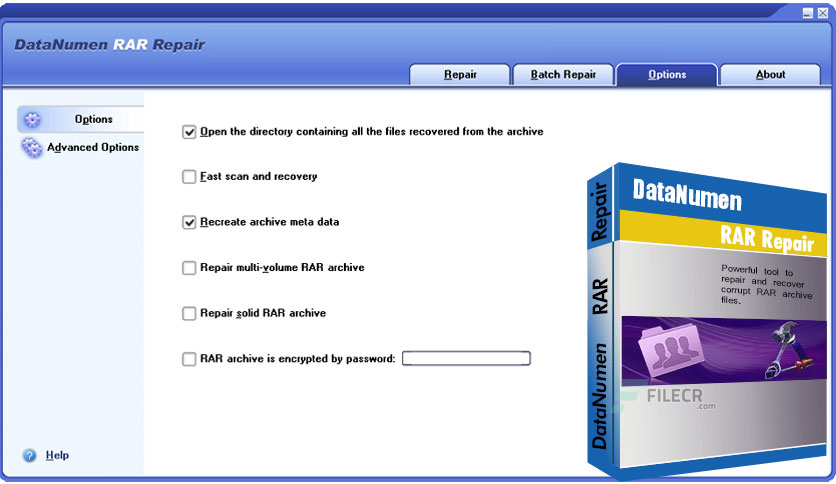 DataNumen RAR Repair
Repair
Batch Repair
Options
About
Options
Advanced Options
Open the directory containing all the files recovered from the archive
Fast scan and recovery
Recreate archive meta data
Repair multi-volume RAR archive
Repair solid RAR archive
RAR archive is encrypted by password:
Help
DataNumen RAR Repair
DataNumen
RAR Repair
Powerful tool to
repair and recover
corrupt RAR archive
files.
FILECR
.com